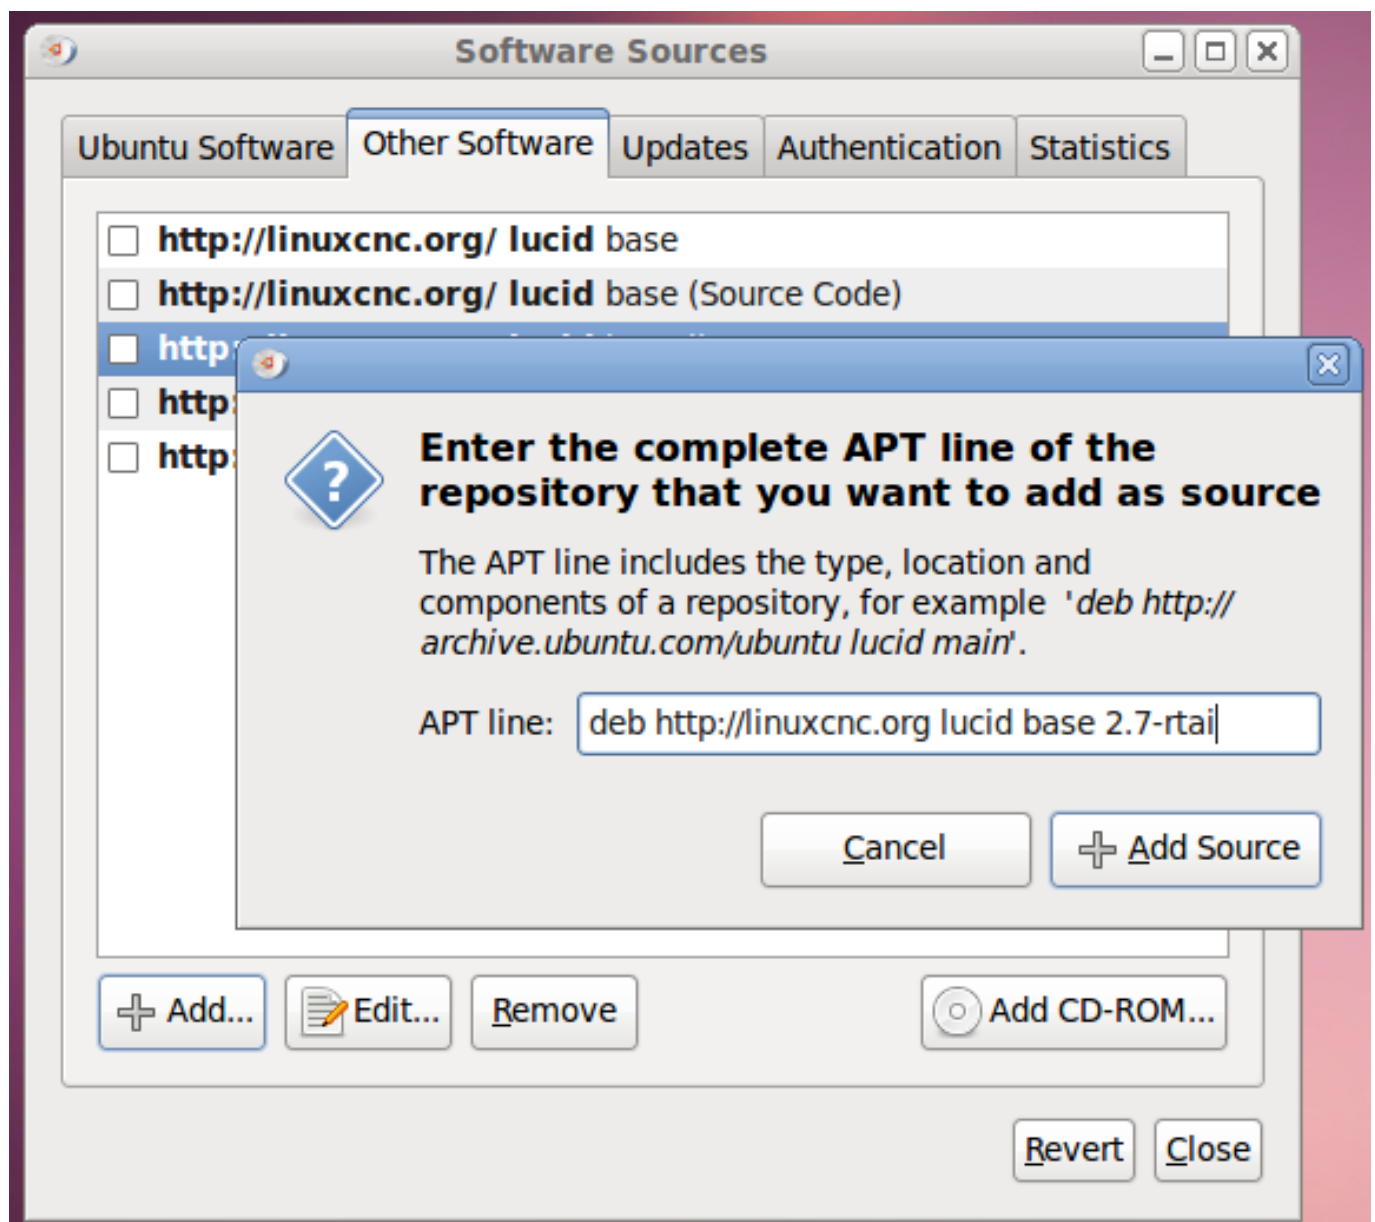 Software Sources
Ubuntu Software Other Software Updates Authentication Statistics
http://linuxcnc.org/ lucid base
http://linuxcnc.org/ lucid base (Source Code)
http:
http:
http:
?
Enter the complete APT line of the
repository that you want to add as source
The APT line includes the type, location and
components of a repository, for example 'deb http://
archive.ubuntu.com/ubuntu lucid main'.
APT line: deb http://linuxcnc.org lucid base 2.7-rtai
Cancel Add Source
Add... Edit... Remove Add CD-ROM...
Revert Close